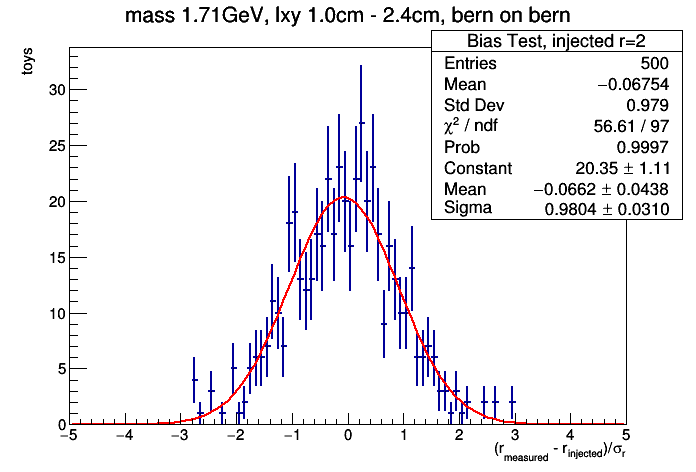 mass 1.71GeV, lxy 1.0cm - 2.4cm, bern on bern
Bias Test, injected r=2
Entries 500
Mean −0.06754
Std Dev 0.979
χ² / ndf 56.61 / 97
Prob 0.9997
Constant 20.35 ± 1.11
Mean −0.0662 ± 0.0438
Sigma 0.9804 ± 0.0310
toys
30
25
20
15
10
5
0
−5 −4 −3 −2 −1 0 1 2 3 4 5
(r_measured - r_injected)/σ_r